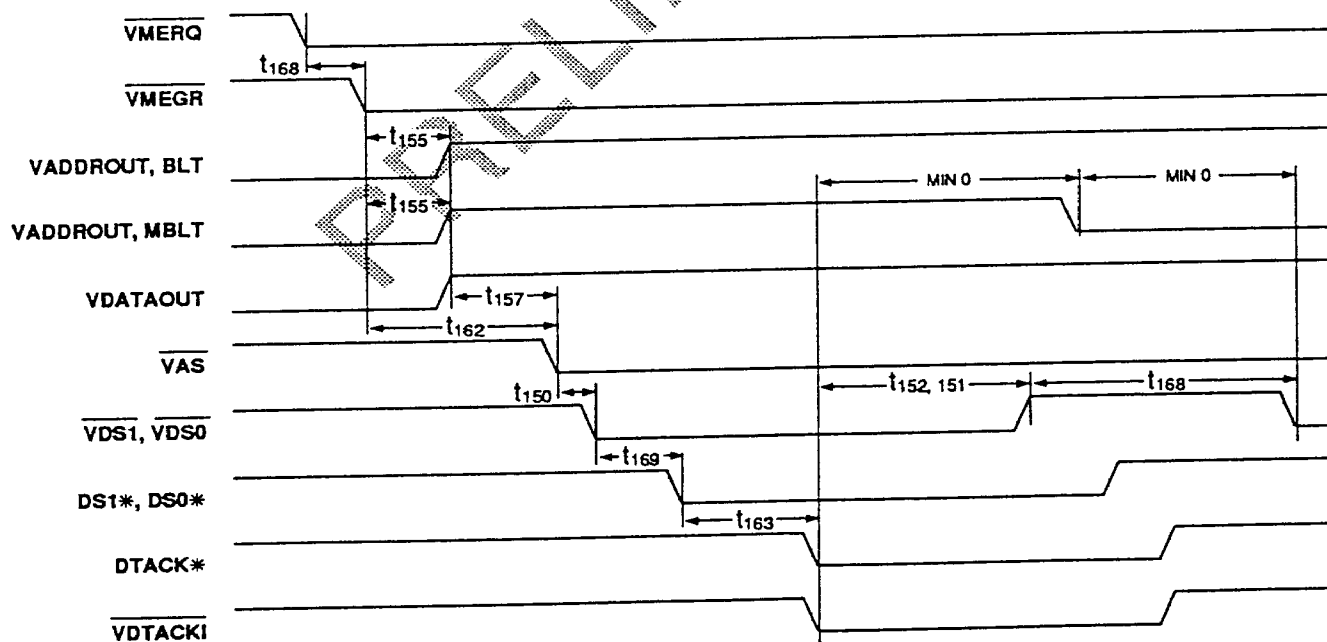 VMERQ
t168
VMEGR
t155
VADDROUT, BLT
MIN 0 MIN 0
t155
VADDROUT, MBLT
VDATAOUT
t157
t162
VAS
t152, 151 t168
t150
VDS1, VDS0
t169
DS1*, DS0*
t163
DTACK*
VDTACKI
PRELI